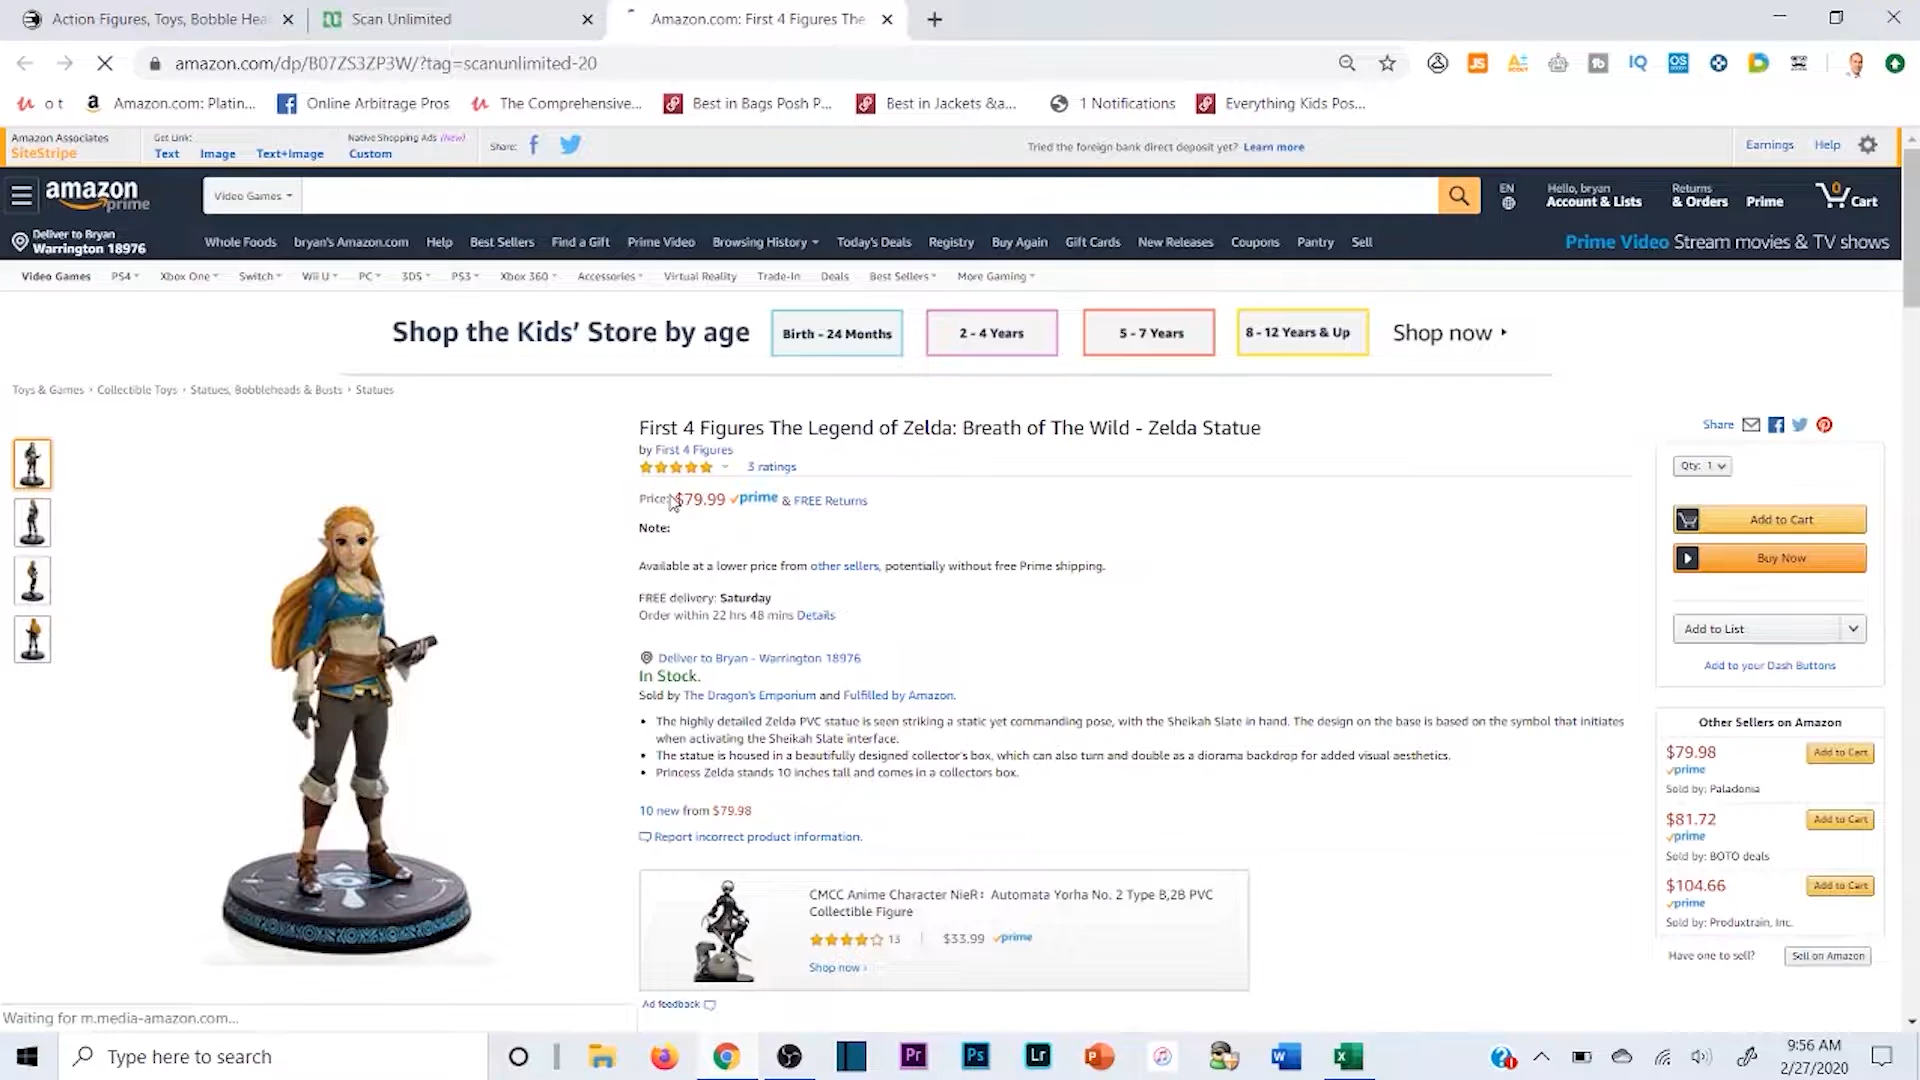 Action Figures, Toys, Bobble Hea
Scan Unlimited
Amazon.com: First 4 Figures The
amazon.com/dp/B07ZS3ZP3W/?tag=scanunlimited-20
o t
Amazon.com: Platin...
Online Arbitrage Pros
The Comprehensive...
Best in Bags Posh P...
Best in Jackets &a...
1 Notifications
Everything Kids Pos...
Amazon Associates
SiteStripe
Get Link:
Text Image Text+Image
Native Shopping Ads (New)
Custom
Share:
Tried the foreign bank direct deposit yet? Learn more
Earnings Help
amazon prime
Video Games
EN
Hello, bryan
Account & Lists
Returns
& Orders
Prime
0
Cart
Deliver to Bryan
Warrington 18976
Whole Foods bryan's Amazon.com Help Best Sellers Find a Gift Prime Video Browsing History Today's Deals Registry Buy Again Gift Cards New Releases Coupons Pantry Sell
Prime Video Stream movies & TV shows
Video Games PS4 Xbox One Switch Wii U PC 3DS PS3 Xbox 360 Accessories Virtual Reality Trade-In Deals Best Sellers More Gaming
Shop the Kids' Store by age
Birth - 24 Months
2 - 4 Years
5 - 7 Years
8 - 12 Years & Up
Shop now
Toys & Games › Collectible Toys › Statues, Bobbleheads & Busts › Statues
First 4 Figures The Legend of Zelda: Breath of The Wild - Zelda Statue
by First 4 Figures
3 ratings
Price: $79.99 prime & FREE Returns
Note:
Available at a lower price from other sellers, potentially without free Prime shipping.
FREE delivery: Saturday
Order within 22 hrs 48 mins Details
Deliver to Bryan - Warrington 18976
In Stock.
Sold by The Dragon's Emporium and Fulfilled by Amazon.
• The highly detailed Zelda PVC statue is seen striking a static yet commanding pose, with the Sheikah Slate in hand. The design on the base is based on the symbol that initiates
when activating the Sheikah Slate interface.
• The statue is housed in a beautifully designed collector's box, which can also turn and double as a diorama backdrop for added visual aesthetics.
• Princess Zelda stands 10 inches tall and comes in a collectors box.
10 new from $79.98
Report incorrect product information.
CMCC Anime Character NieR: Automata Yorha No. 2 Type B,2B PVC
Collectible Figure
13 | $33.99 prime
Shop now ›
Ad feedback
Share
Qty: 1
Add to Cart
Buy Now
Add to List
Add to your Dash Buttons
Other Sellers on Amazon
$79.98
Add to Cart
prime
Sold by: Paladonia
$81.72
Add to Cart
prime
Sold by: BOTO deals
$104.66
Add to Cart
prime
Sold by: Produxtrain, Inc.
Have one to sell?
Sell on Amazon
Waiting for m.media-amazon.com...
Type here to search
Pr
Ps
Lr
9:56 AM
2/27/2020